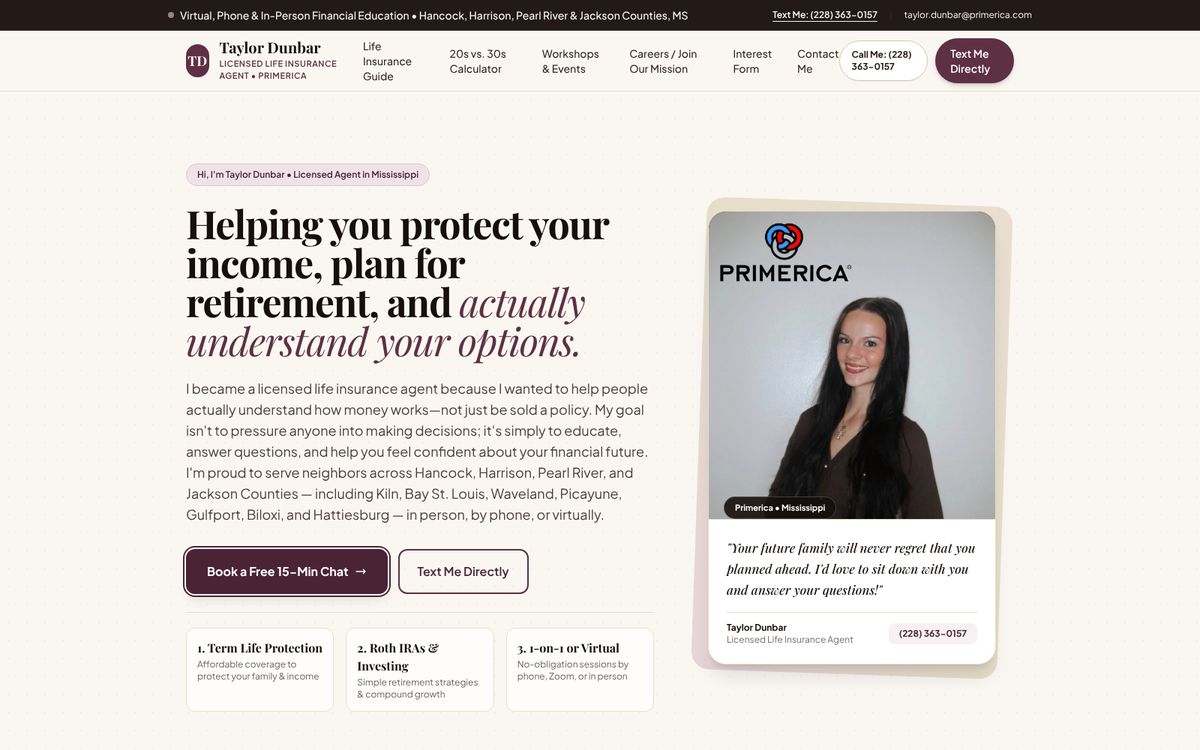 Virtual, Phone & In-Person Financial Education • Hancock, Harrison, Pearl River & Jackson Counties, MS
Text Me: (228) 363-0157
taylor.dunbar@primerica.com
TD
Taylor Dunbar
LICENSED LIFE INSURANCE
AGENT • PRIMERICA
Life
Insurance
Guide
20s vs. 30s
Calculator
Workshops
& Events
Careers / Join
Our Mission
Interest
Form
Contact
Me
Call Me: (228)
363-0157
Text Me
Directly
Hi, I'm Taylor Dunbar • Licensed Agent in Mississippi
Helping you protect your
income, plan for
retirement, and actually
understand your options.
I became a licensed life insurance agent because I wanted to help people
actually understand how money works—not just be sold a policy. My goal
isn't to pressure anyone into making decisions; it's simply to educate,
answer questions, and help you feel confident about your financial future.
I'm proud to serve neighbors across Hancock, Harrison, Pearl River, and
Jackson Counties — including Kiln, Bay St. Louis, Waveland, Picayune,
Gulfport, Biloxi, and Hattiesburg — in person, by phone, or virtually.
Book a Free 15-Min Chat →
Text Me Directly
1. Term Life Protection
Affordable coverage to
protect your family & income
2. Roth IRAs &
Investing
Simple retirement strategies
& compound growth
3. 1-on-1 or Virtual
No-obligation sessions by
phone, Zoom, or in person
PRIMERICA®
Primerica • Mississippi
"Your future family will never regret that you
planned ahead. I'd love to sit down with you
and answer your questions!"
Taylor Dunbar
Licensed Life Insurance Agent
(228) 363-0157